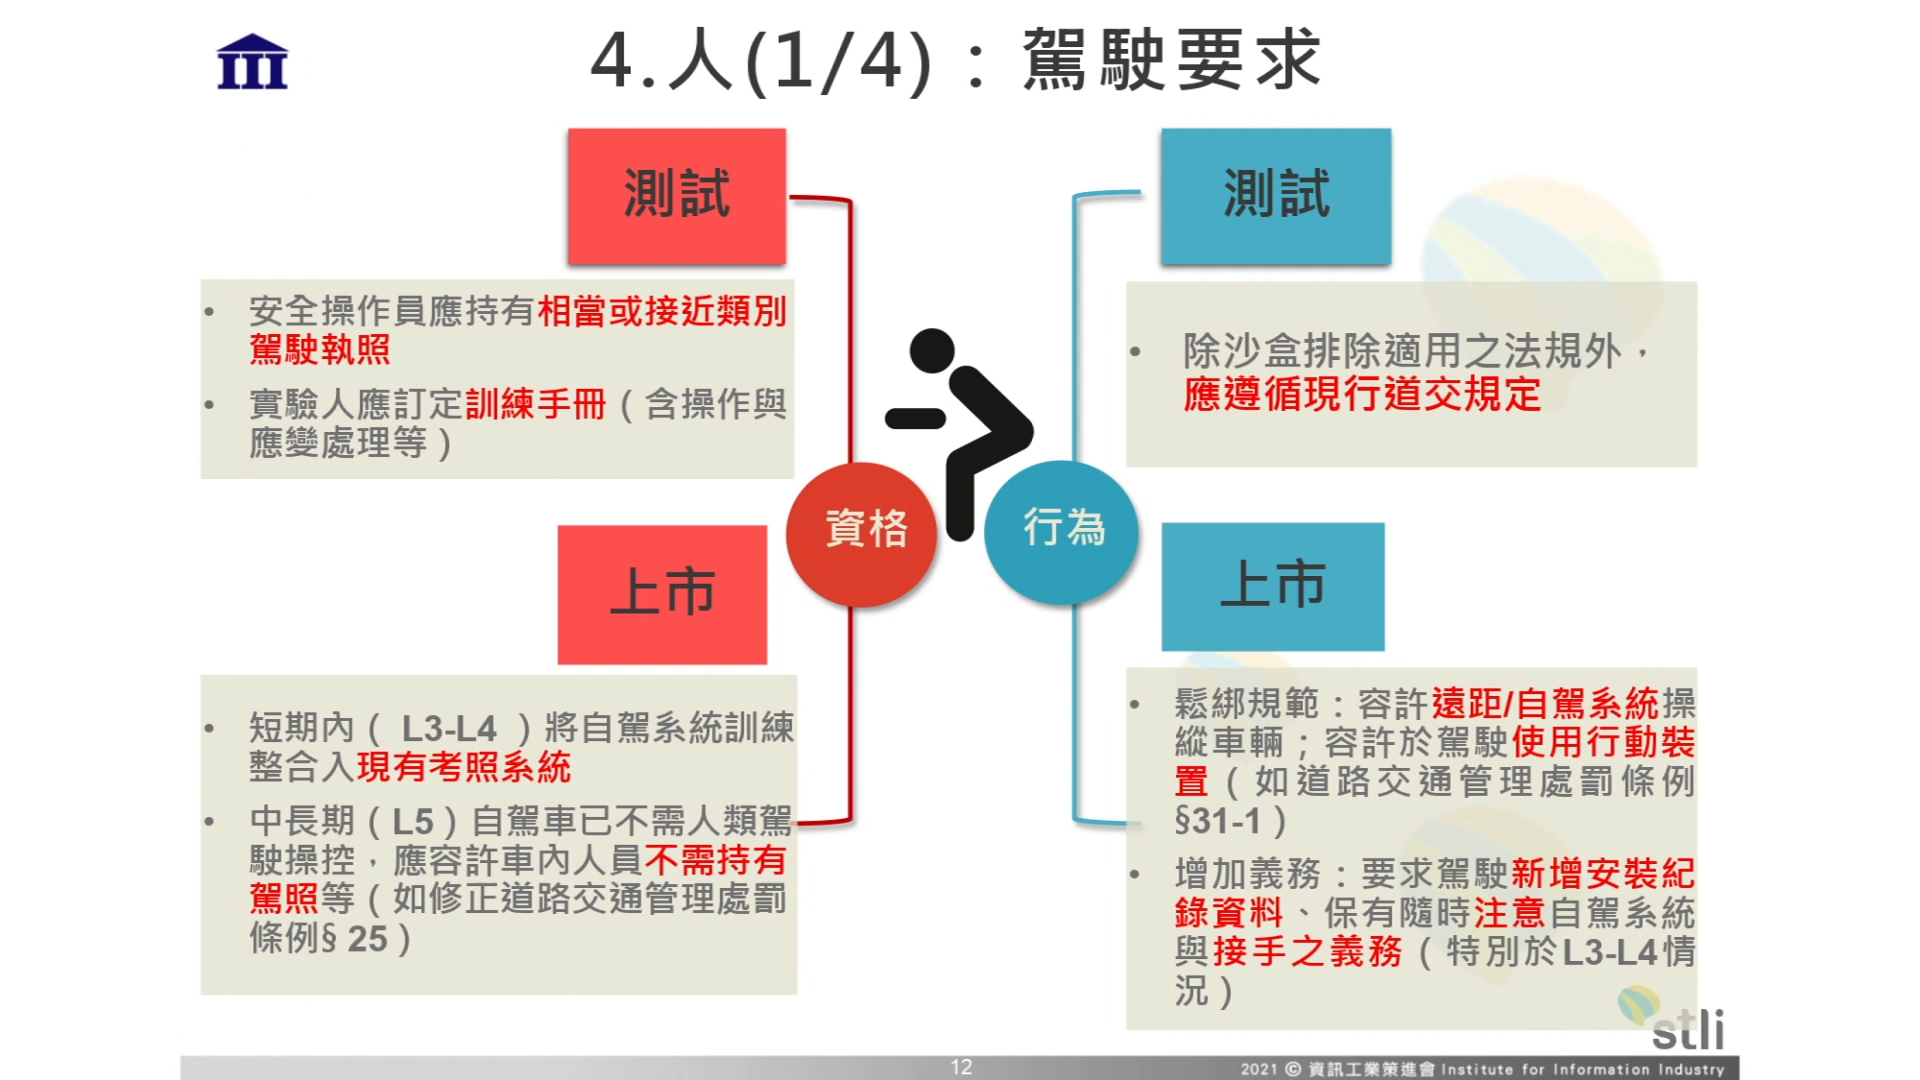 4.人(1/4)：駕駛要求
測試
• 安全操作員應持有相當或接近類別
駕駛執照
• 實驗人應訂定訓練手冊（含操作與
應變處理等）
資格
上市
• 短期內（ L3-L4 ）將自駕系統訓練
整合入現有考照系統
• 中長期（L5）自駕車已不需人類駕
駛操控，應容許車內人員不需持有
駕照等（如修正道路交通管理處罰
條例§ 25）
測試
• 除沙盒排除適用之法規外，
應遵循現行道交規定
行為
上市
• 鬆綁規範：容許遠距/自駕系統操
縱車輛；容許於駕駛使用行動裝
置（如道路交通管理處罰條例
§31-1）
• 增加義務：要求駕駛新增安裝紀
錄資料、保有隨時注意自駕系統
與接手之義務（特別於L3-L4情
況）
stli
12
2021 © 資訊工業策進會 Institute for Information Industry